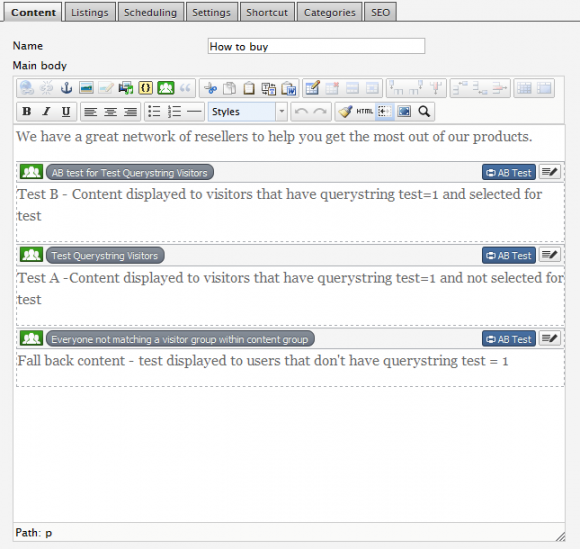 Content Listings Scheduling Settings Shortcut Categories SEO
Name How to buy
Main body
B I U Styles HTML
We have a great network of resellers to help you get the most out of our products.
AB test for Test Querystring Visitors AB Test
Test B - Content displayed to visitors that have querystring test=1 and selected for
test
Test Querystring Visitors AB Test
Test A -Content displayed to visitors that have querystring test=1 and not selected for
test
Everyone not matching a visitor group within content group AB Test
Fall back content - test displayed to users that don't have querystring test = 1
Path: p